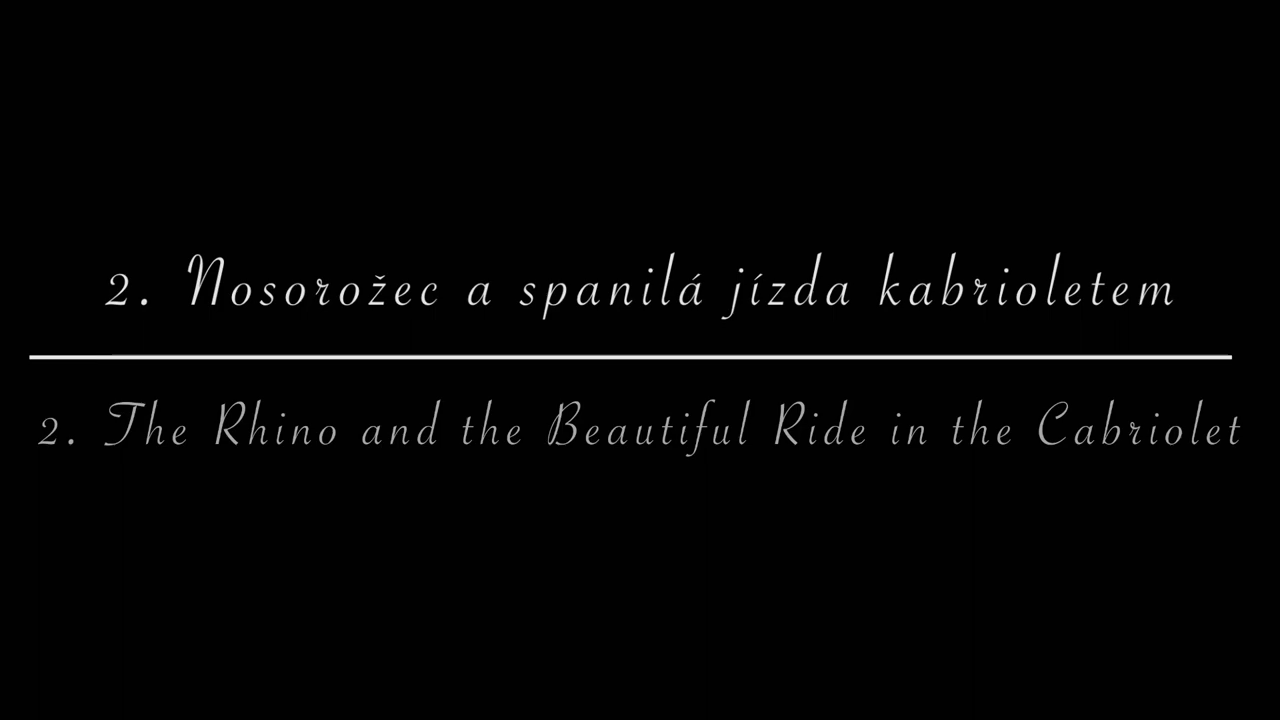 2. Nosorožec a spanilá jízda kabrioletem
2. The Rhino and the Beautiful Ride in the Cabriolet